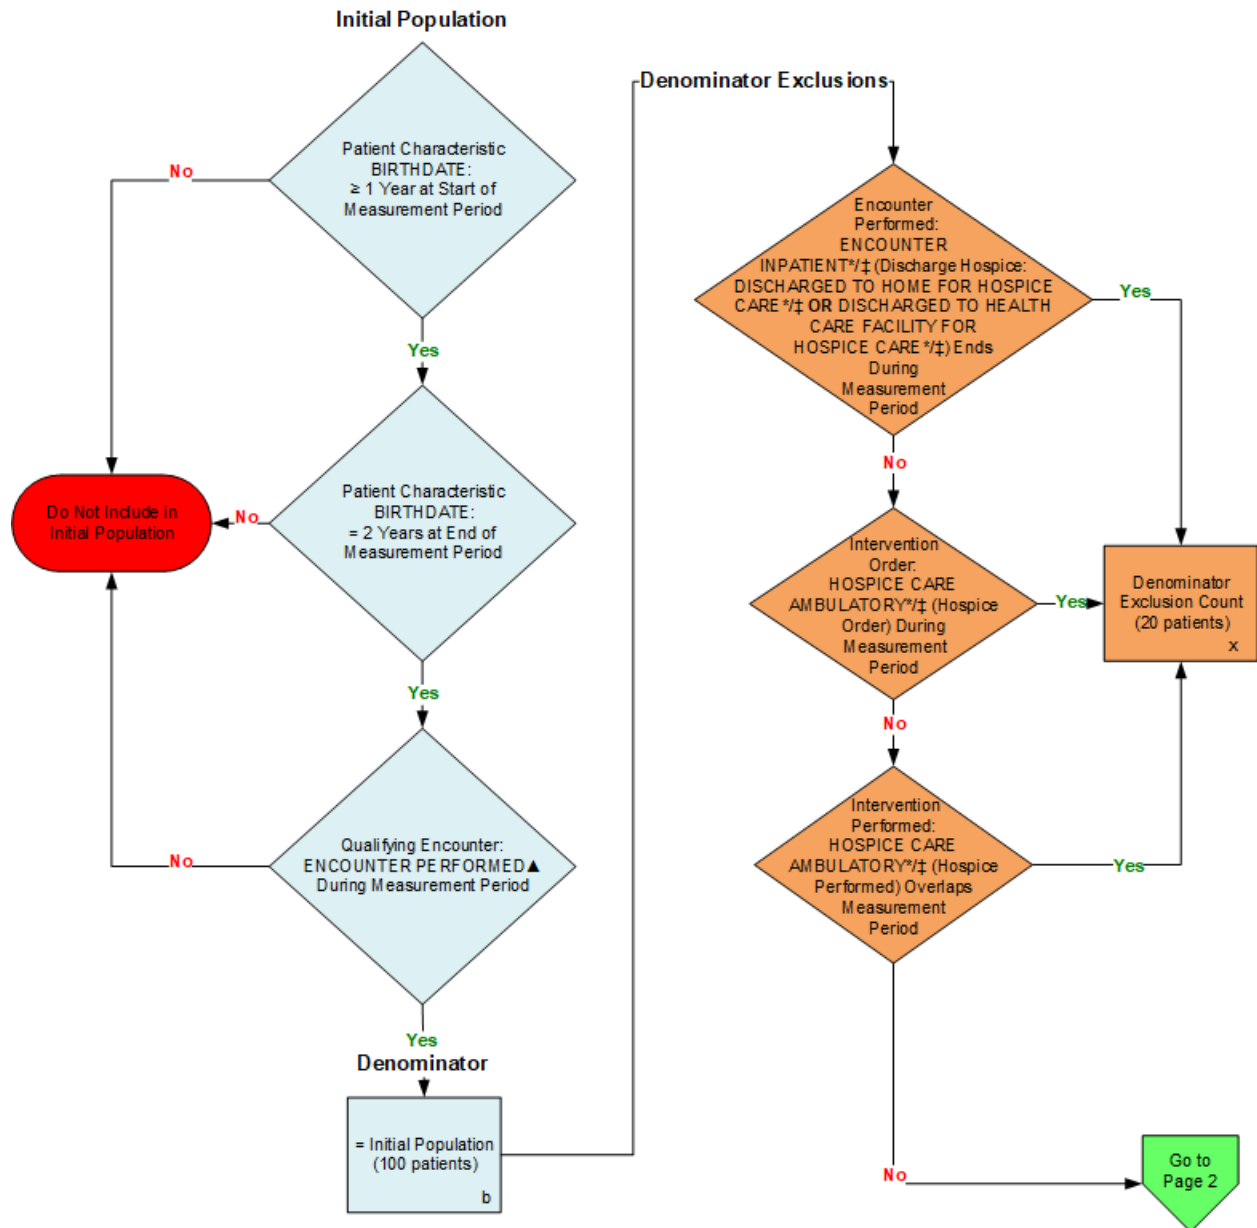 Initial Population
Patient Characteristic
BIRTHDATE:
≥ 1 Year at Start of
Measurement Period
No
Yes
Patient Characteristic
BIRTHDATE:
= 2 Years at End of
Measurement Period
No
Do Not Include in
Initial Population
Yes
Qualifying Encounter:
ENCOUNTER PERFORMED▲
During Measurement Period
No
Yes
Denominator
= Initial Population
(100 patients)
b
Denominator Exclusions
Encounter
Performed:
ENCOUNTER
INPATIENT*/‡ (Discharge Hospice:
DISCHARGED TO HOME FOR HOSPICE
CARE*/‡ OR DISCHARGED TO HEALTH
CARE FACILITY FOR
HOSPICE CARE*/‡) Ends
During
Measurement
Period
Yes
No
Intervention
Order:
HOSPICE CARE
AMBULATORY*/‡ (Hospice
Order) During
Measurement
Period
Yes
Denominator
Exclusion Count
(20 patients)
x
No
Intervention
Performed:
HOSPICE CARE
AMBULATORY*/‡ (Hospice
Performed) Overlaps
Measurement
Period
Yes
No
Go to
Page 2